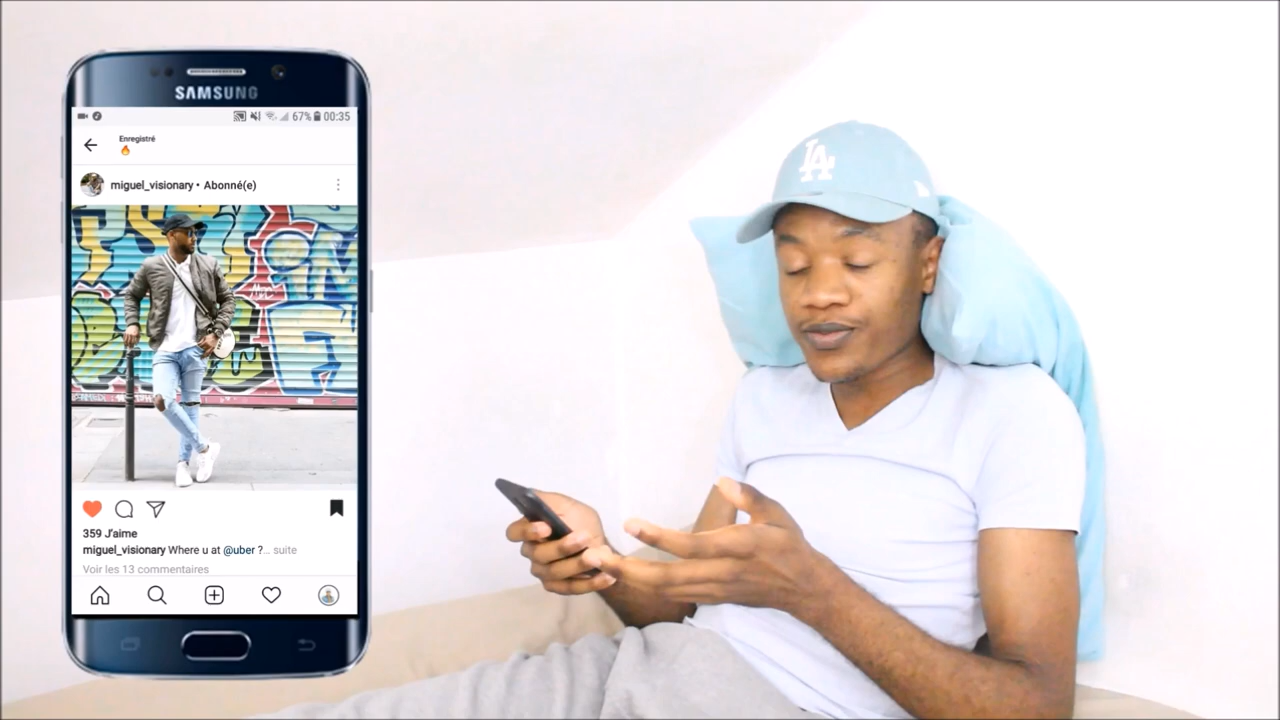 SAMSUNG
67% 00:35
Enregistré
🔥
miguel_visionary • Abonné(e)
359 J'aime
miguel_visionary Where u at @uber ?... suite
Voir les 13 commentaires
LA